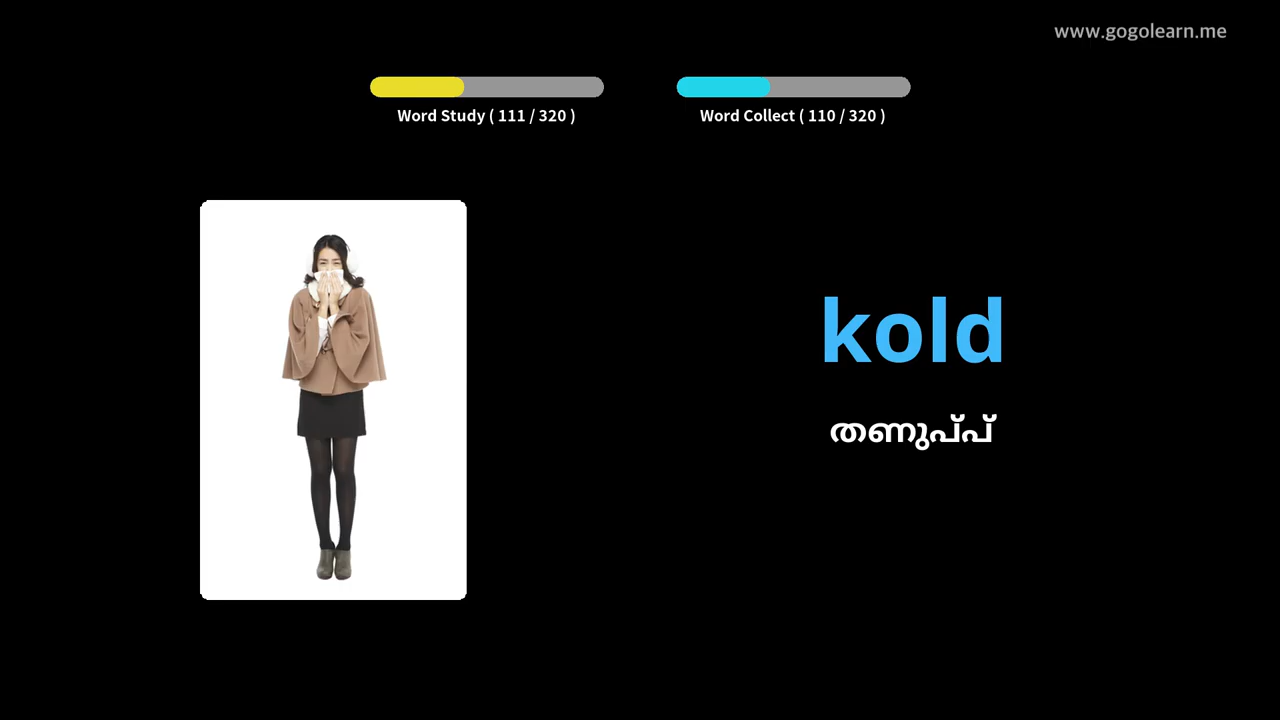 www.gogolearn.me
Word Study ( 111 / 320 )
Word Collect ( 110 / 320 )
kold
തണുപ്പ്